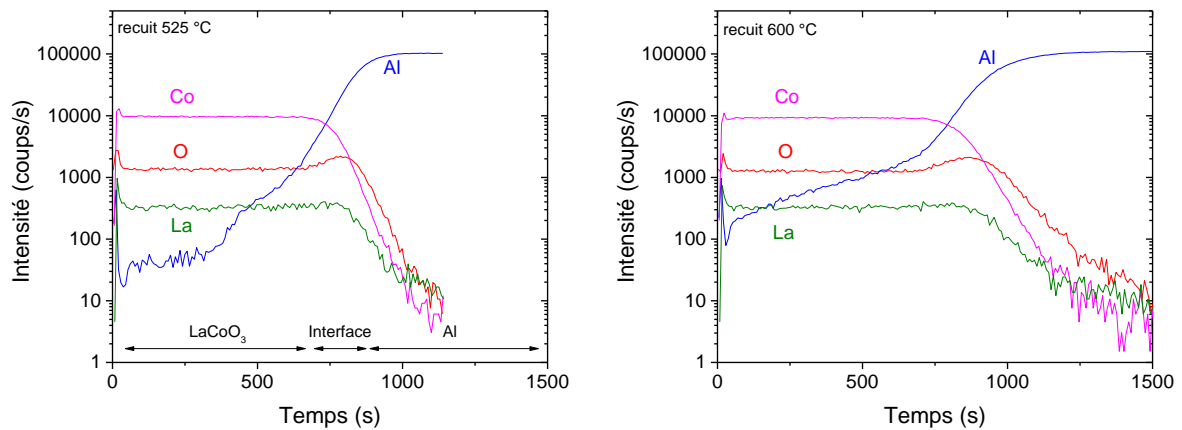 recuit 525 °C
100000
10000
1000
100
10
1
Intensité (coups/s)
Al
Co
O
La
LaCoO₃
Interface
Al
0
500
1000
1500
Temps (s)
recuit 600 °C
100000
10000
1000
100
10
1
Intensité (coups/s)
Al
Co
O
La
0
500
1000
1500
Temps (s)